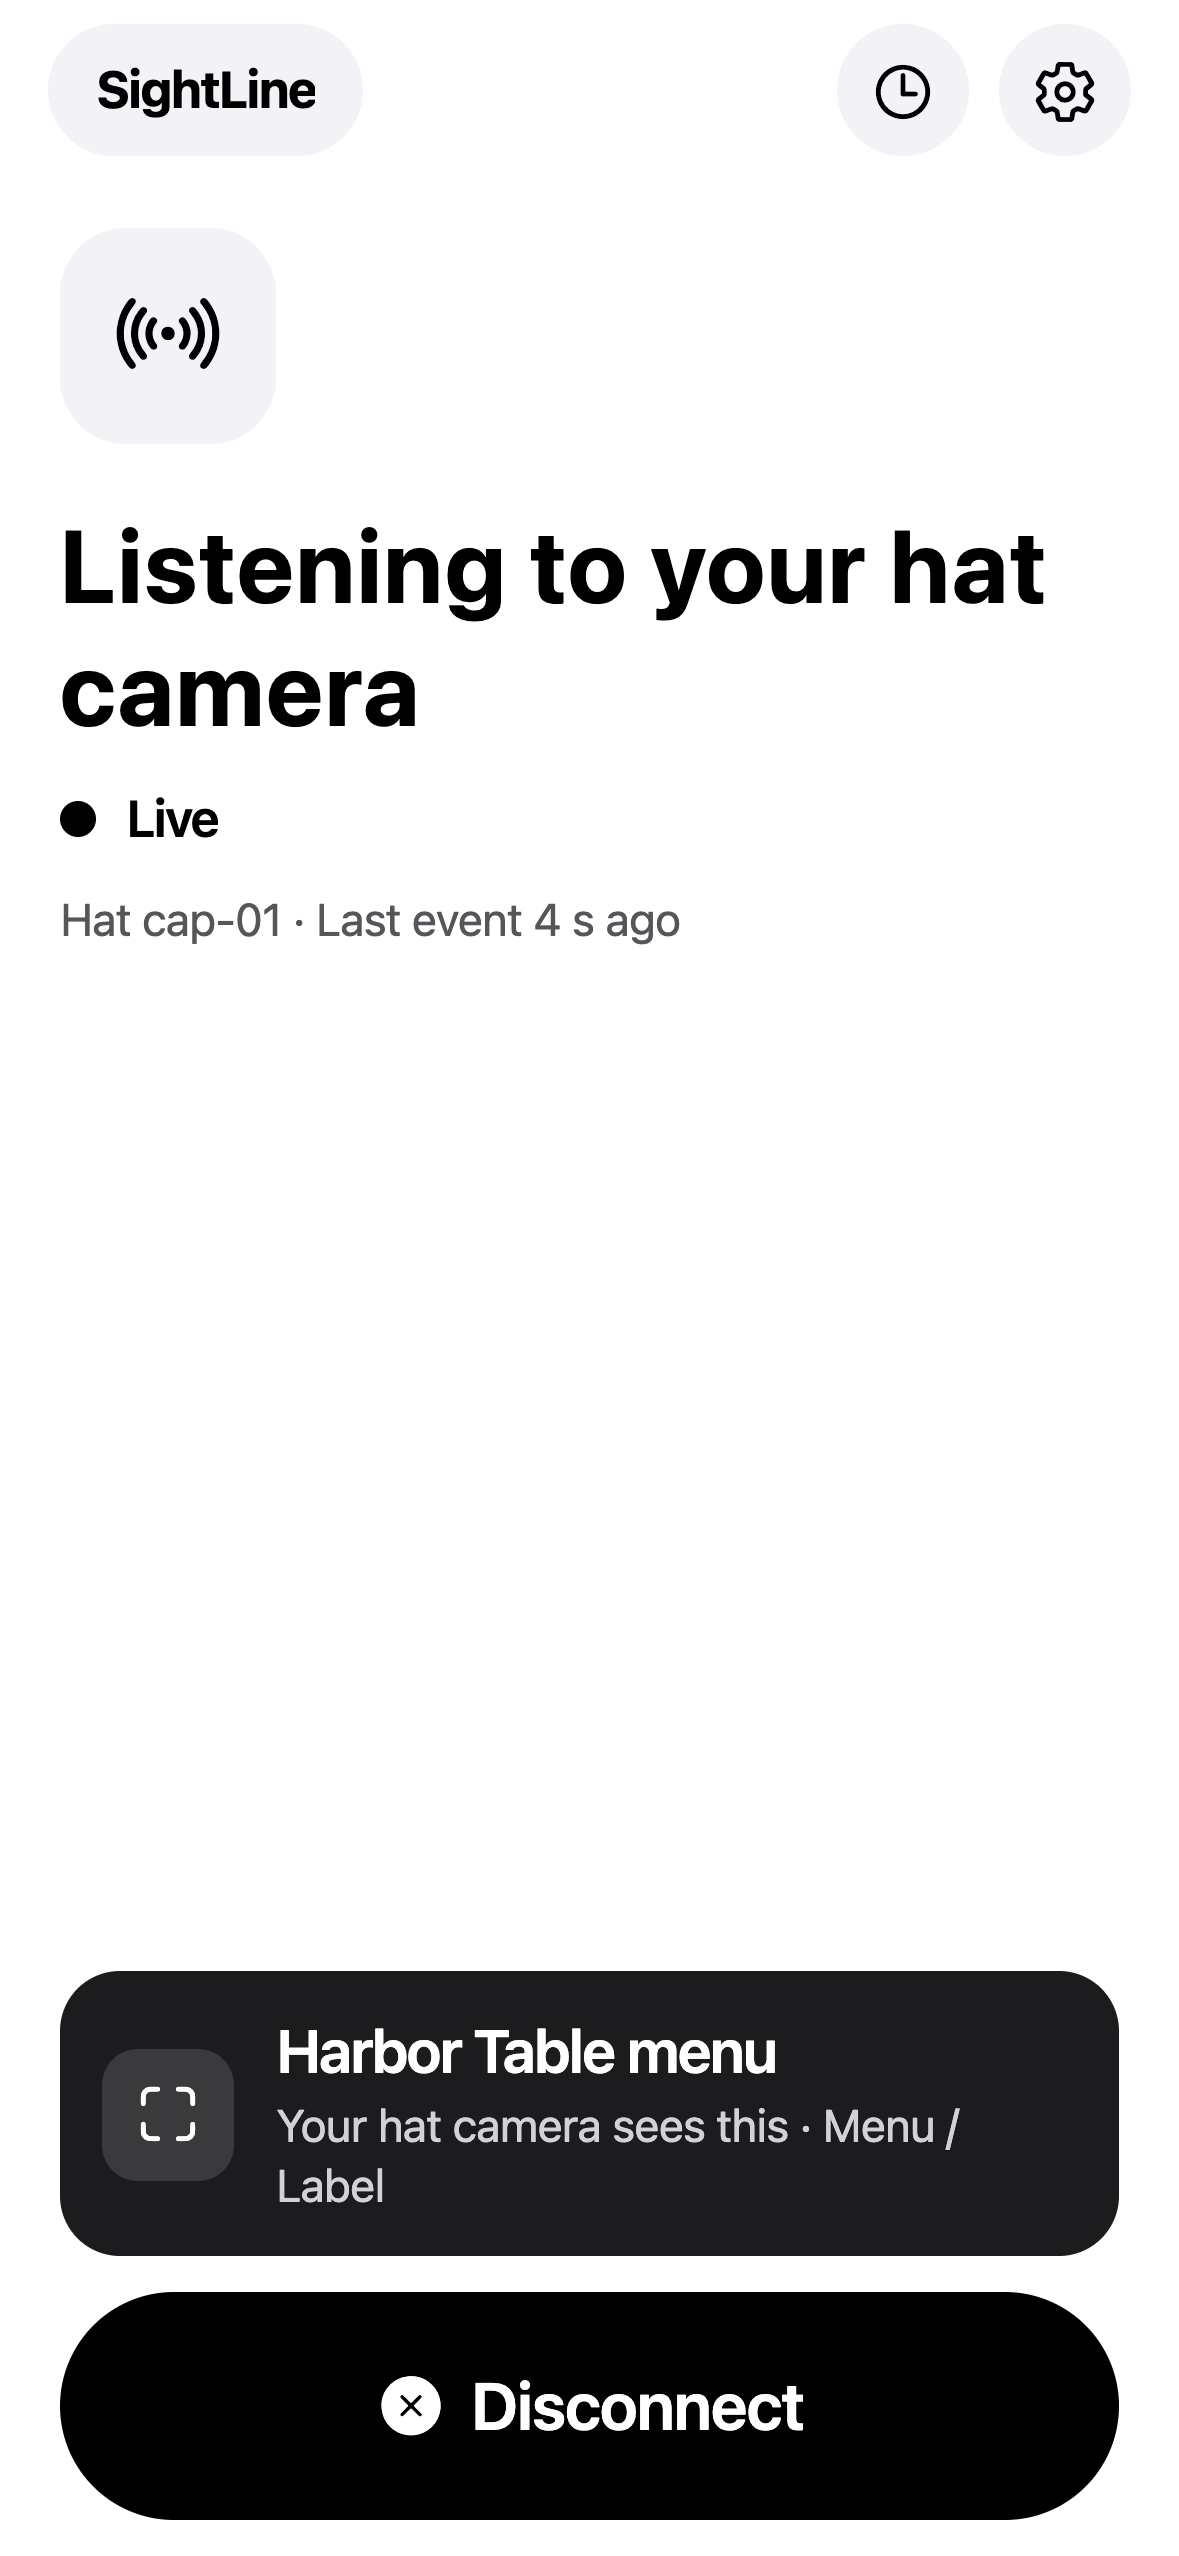 SightLine
Listening to your hat
camera
Live
Hat cap-01 · Last event 4 s ago
Harbor Table menu
Your hat camera sees this · Menu /
Label
Disconnect